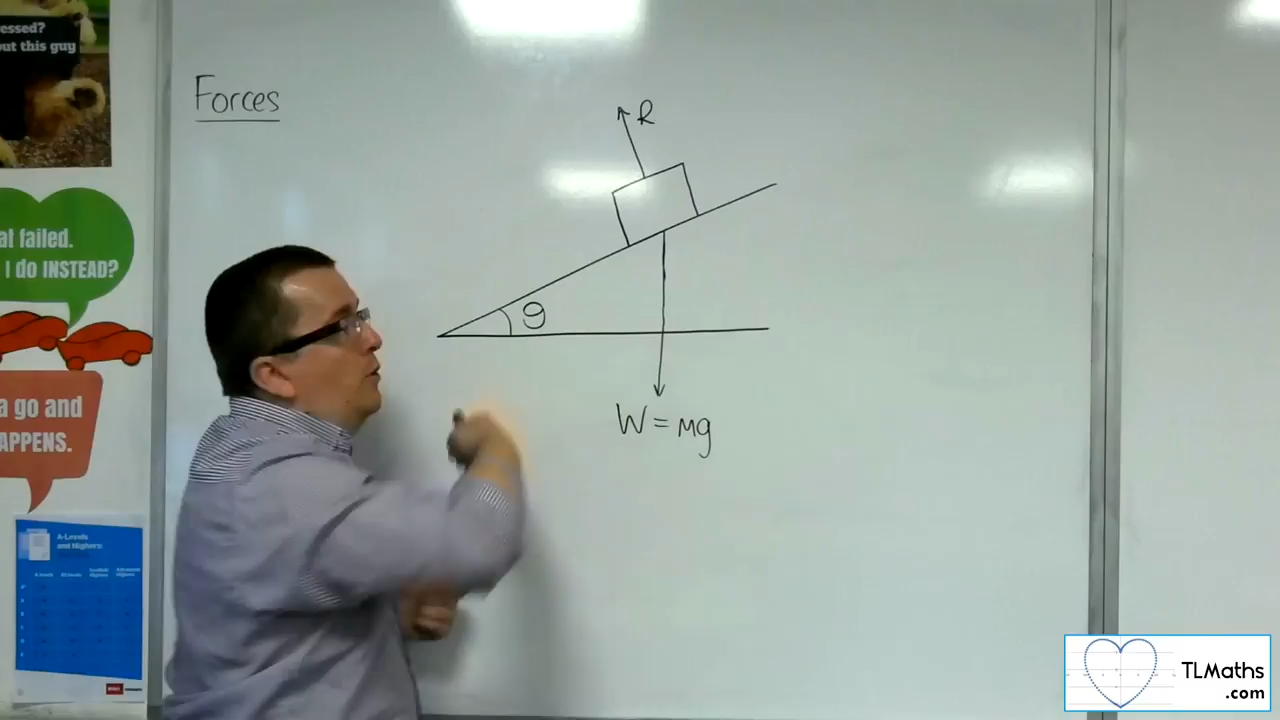 essed?
out this guy
Forces
R
at failed.
I do INSTEAD?
θ
a go and
APPENS.
W = mg
A-Levels
and Highers:
TLMaths
.com